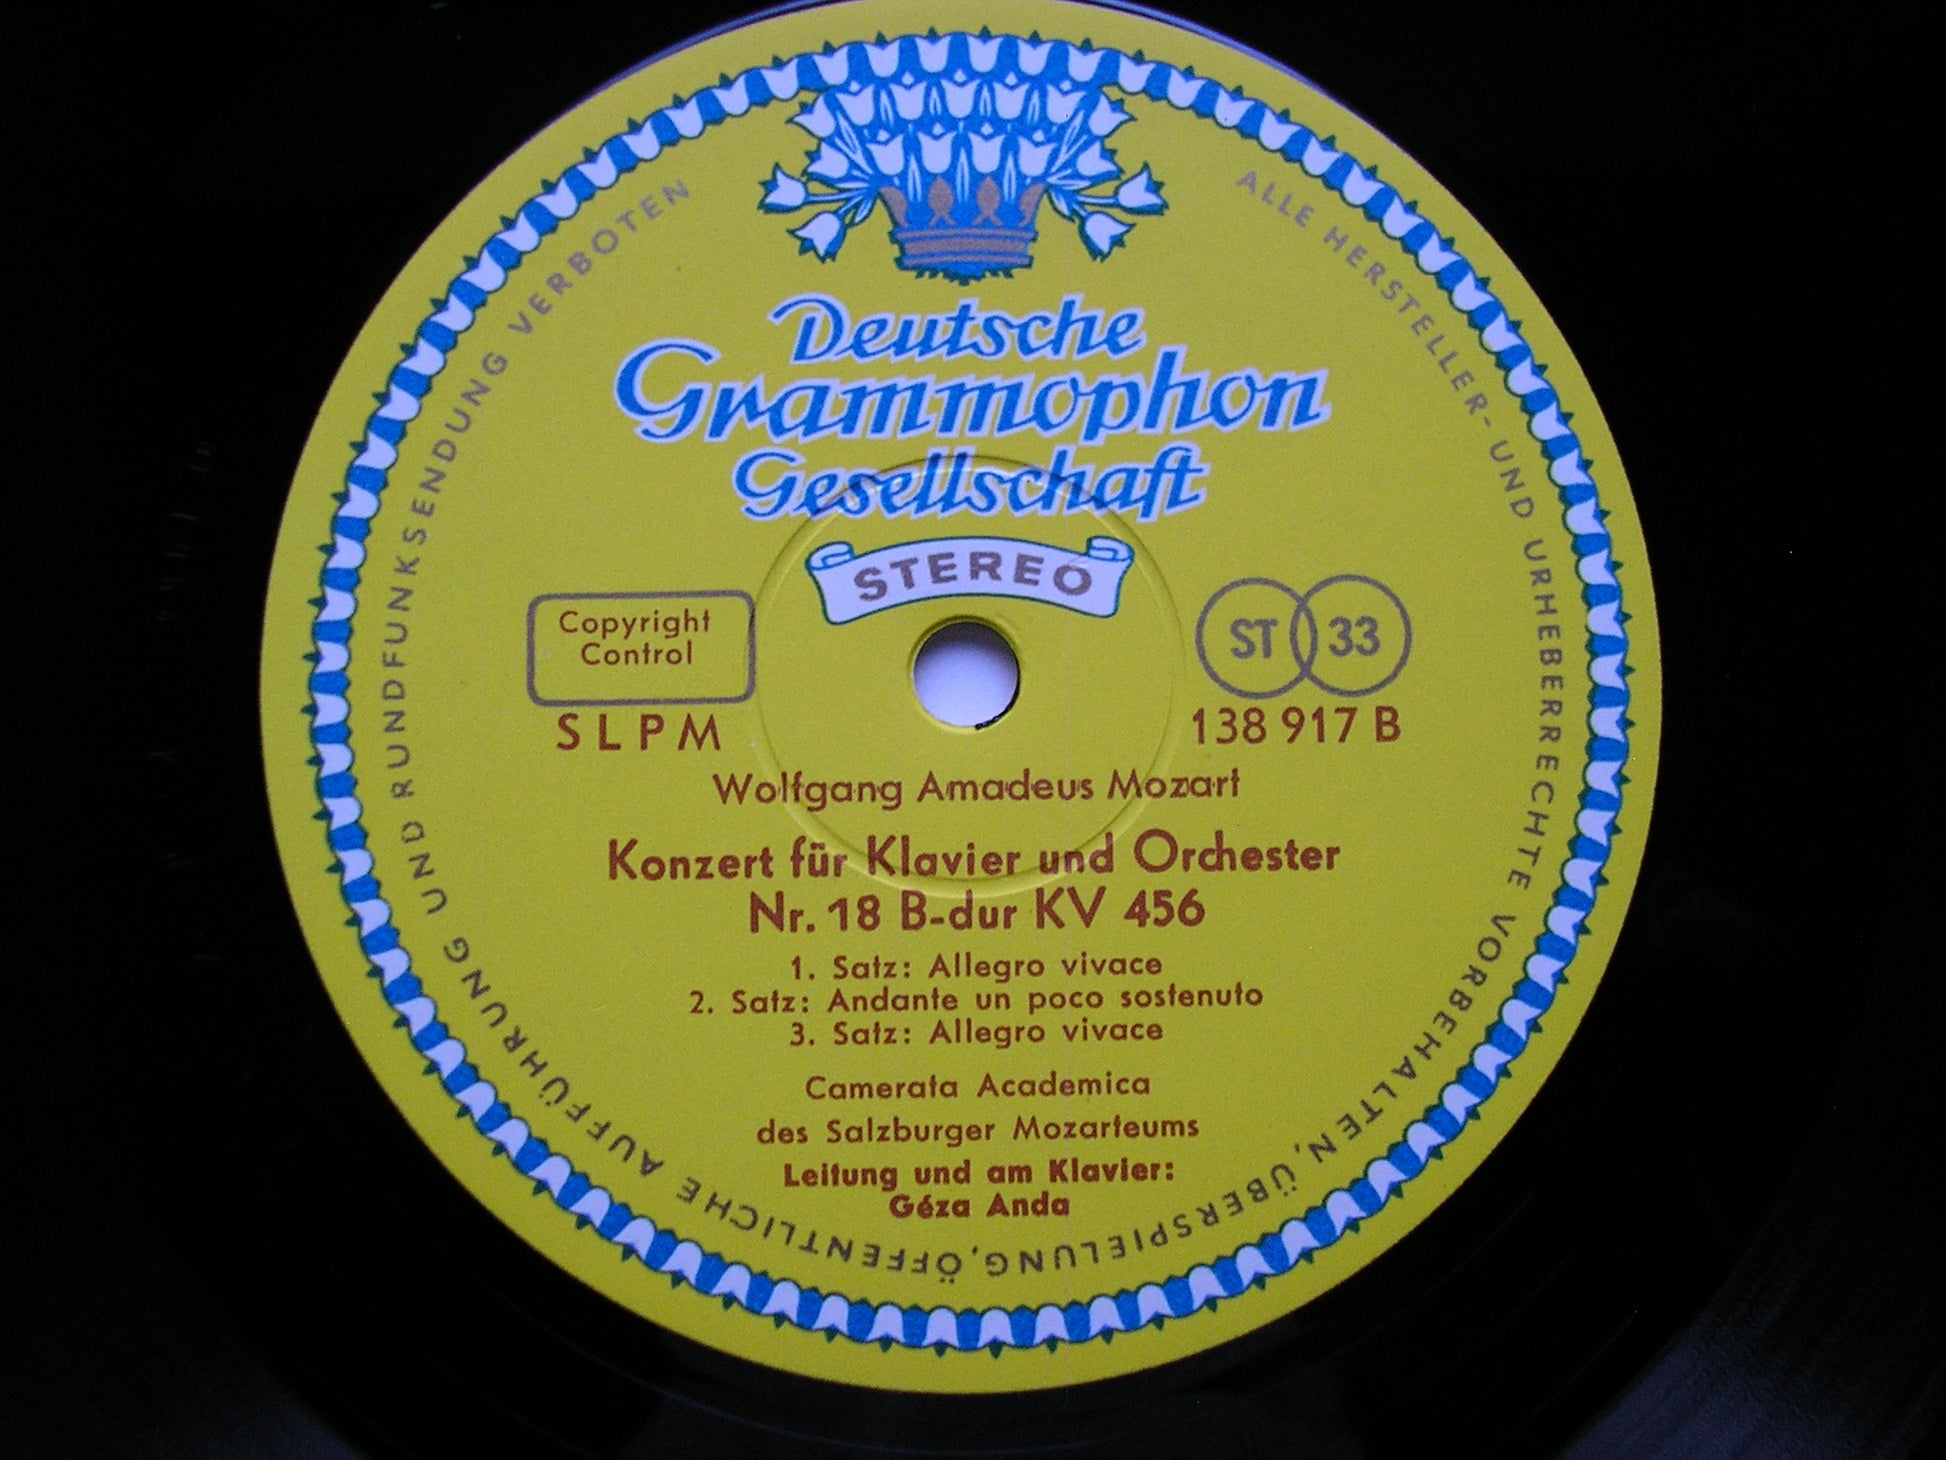 Deutsche
Grammophon
Gesellschaft
STEREO
Copyright
Control
ST 33
SLPM
138 917 B
Wolfgang Amadeus Mozart
Konzert für Klavier und Orchester
Nr. 18 B-dur KV 456
1. Satz: Allegro vivace
2. Satz: Andante un poco sostenuto
3. Satz: Allegro vivace
Camerata Academica
des Salzburger Mozarteums
Leitung und am Klavier:
Géza Anda
ALLE HERSTELLER- UND URHEBERRECHTE VORBEHALTEN, ÜBERSPIELUNG, ÖFFENTLICHE AUFFÜHRUNG UND RUNDFUNKSENDUNG VERBOTEN